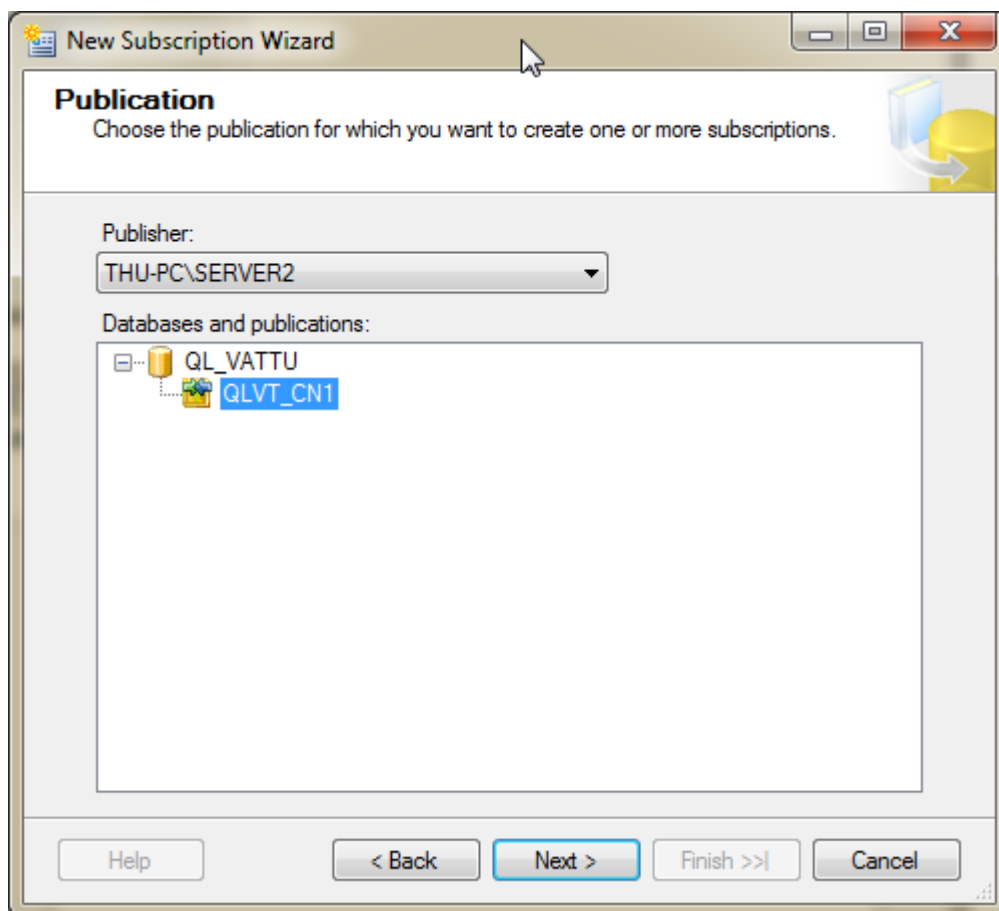 New Subscription Wizard
Publication
Choose the publication for which you want to create one or more subscriptions.
Publisher:
THU-PC\SERVER2
Databases and publications:
QL_VATTU
QLVT_CN1
Help
< Back
Next >
Finish >>|
Cancel